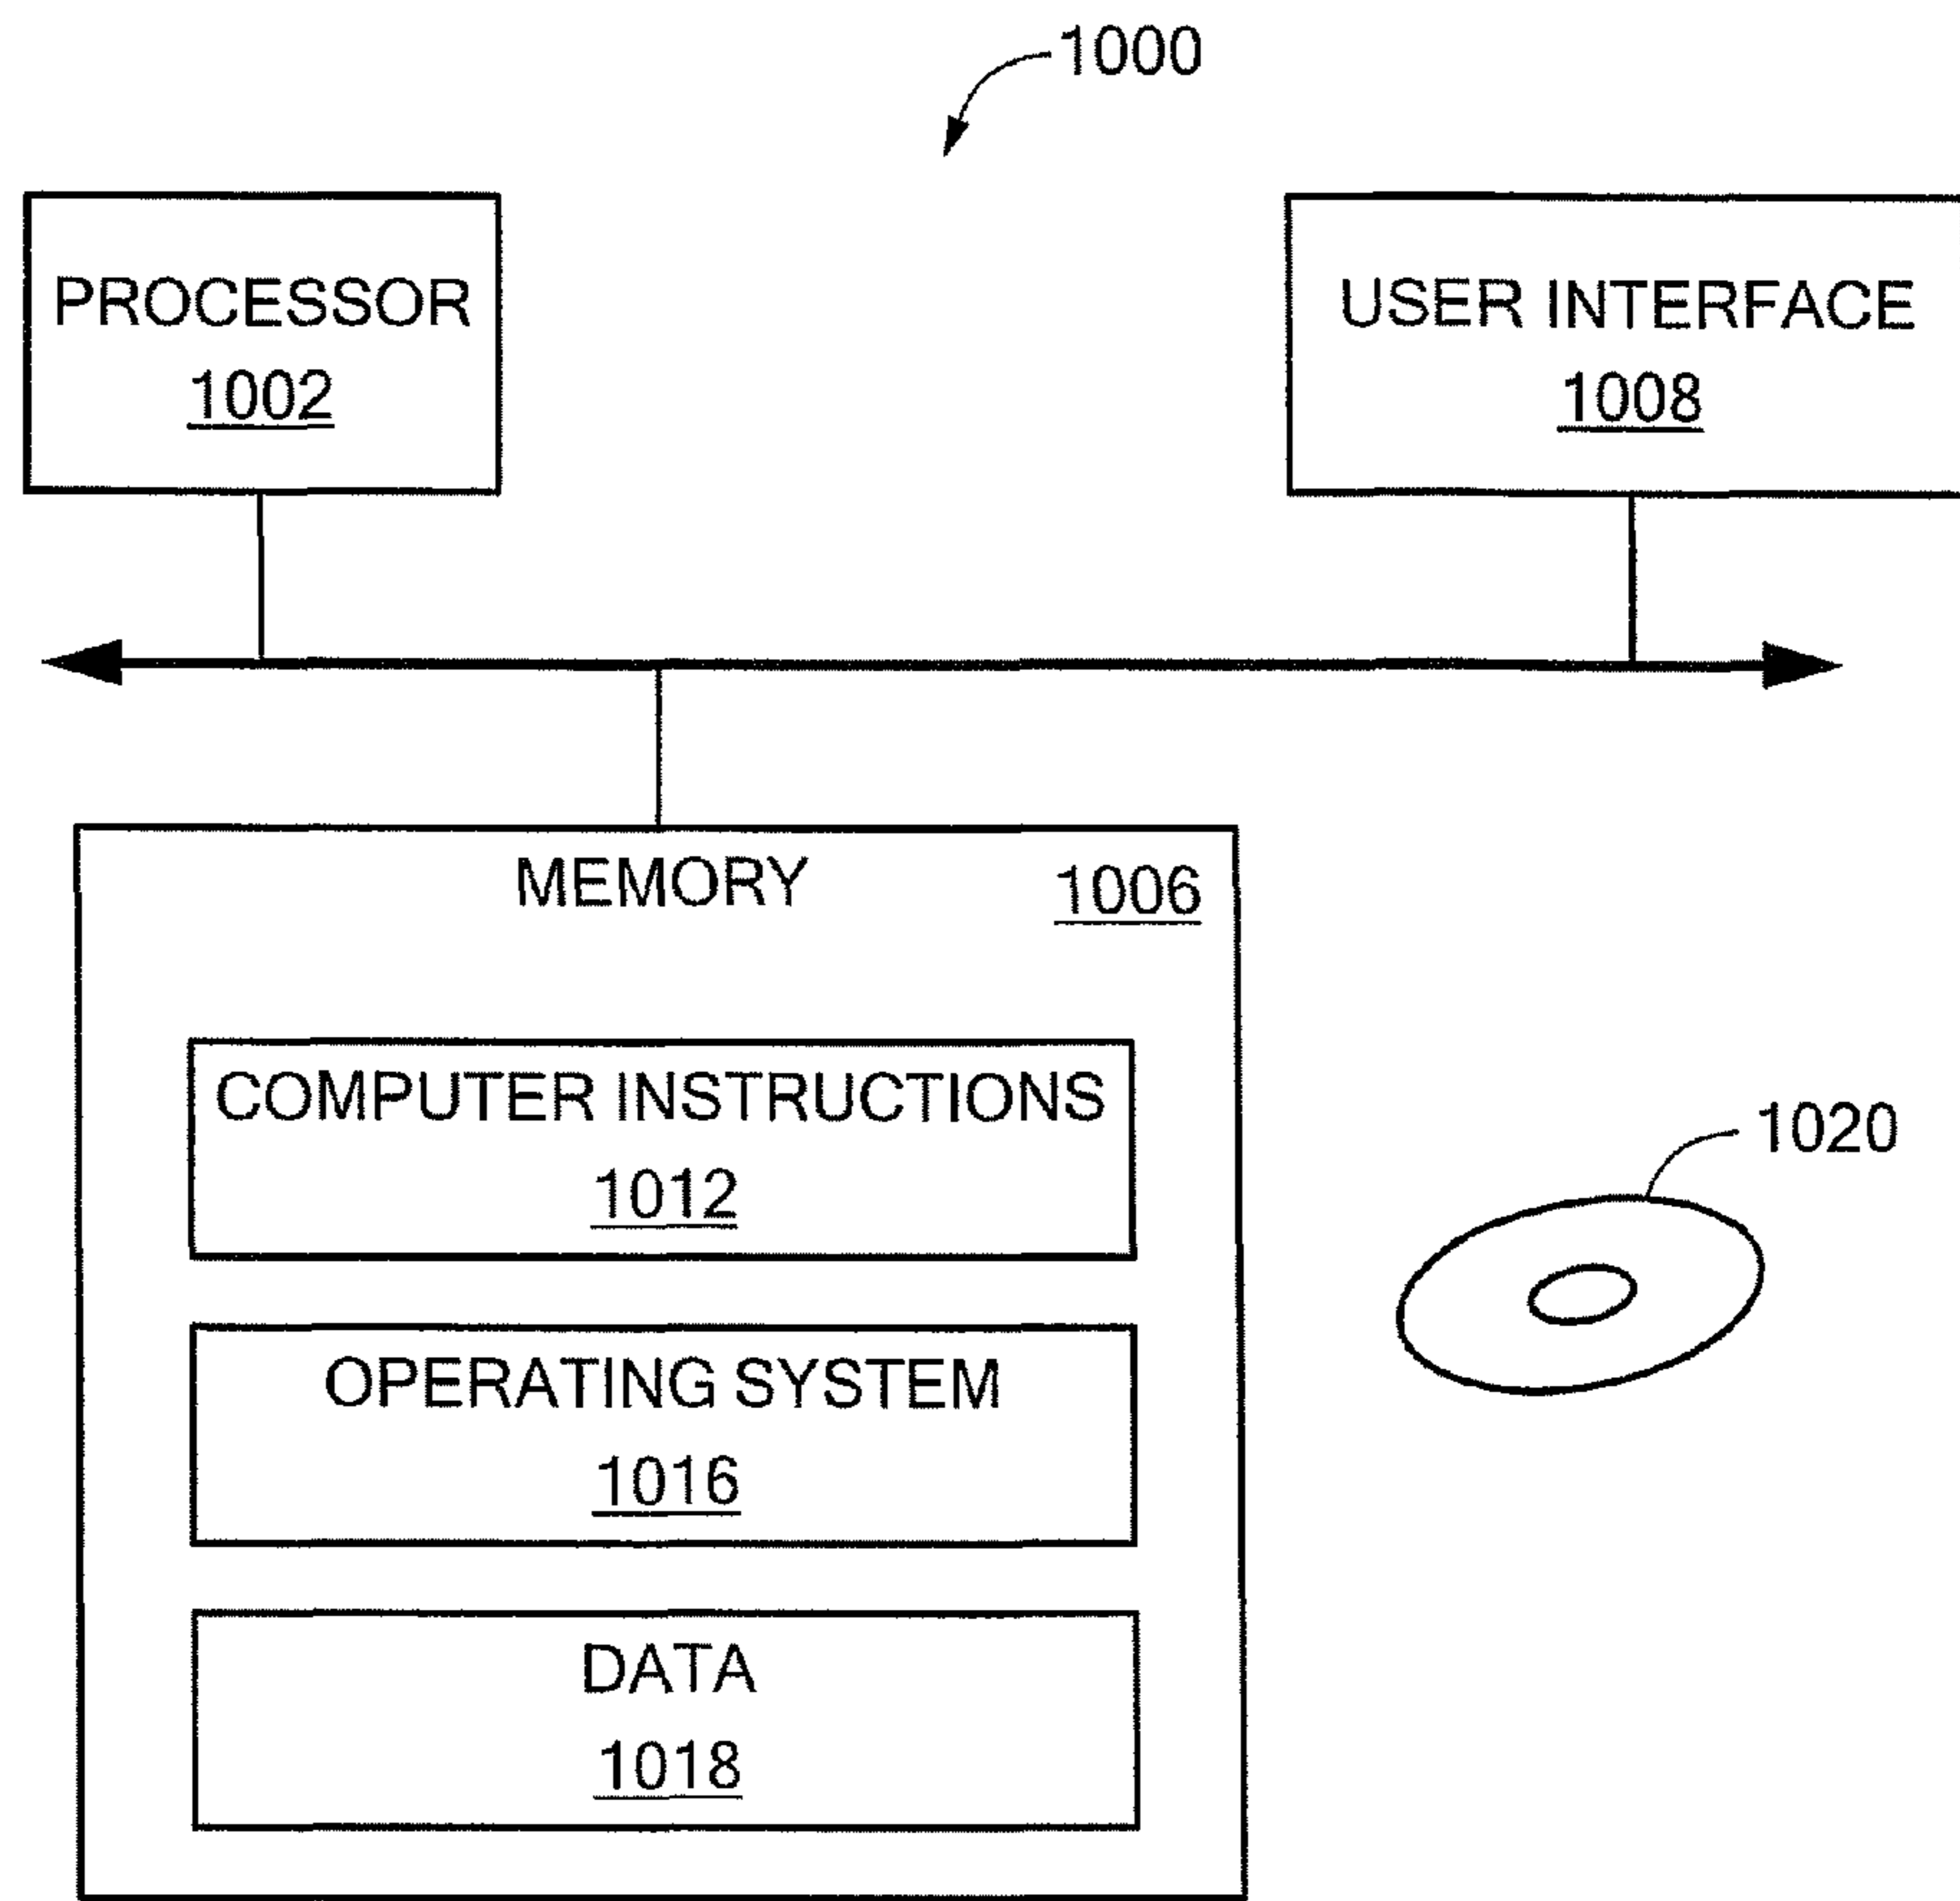 1000
PROCESSOR
1002
USER INTERFACE
1008
MEMORY
1006
COMPUTER INSTRUCTIONS
1012
1020
OPERATING SYSTEM
1016
DATA
1018